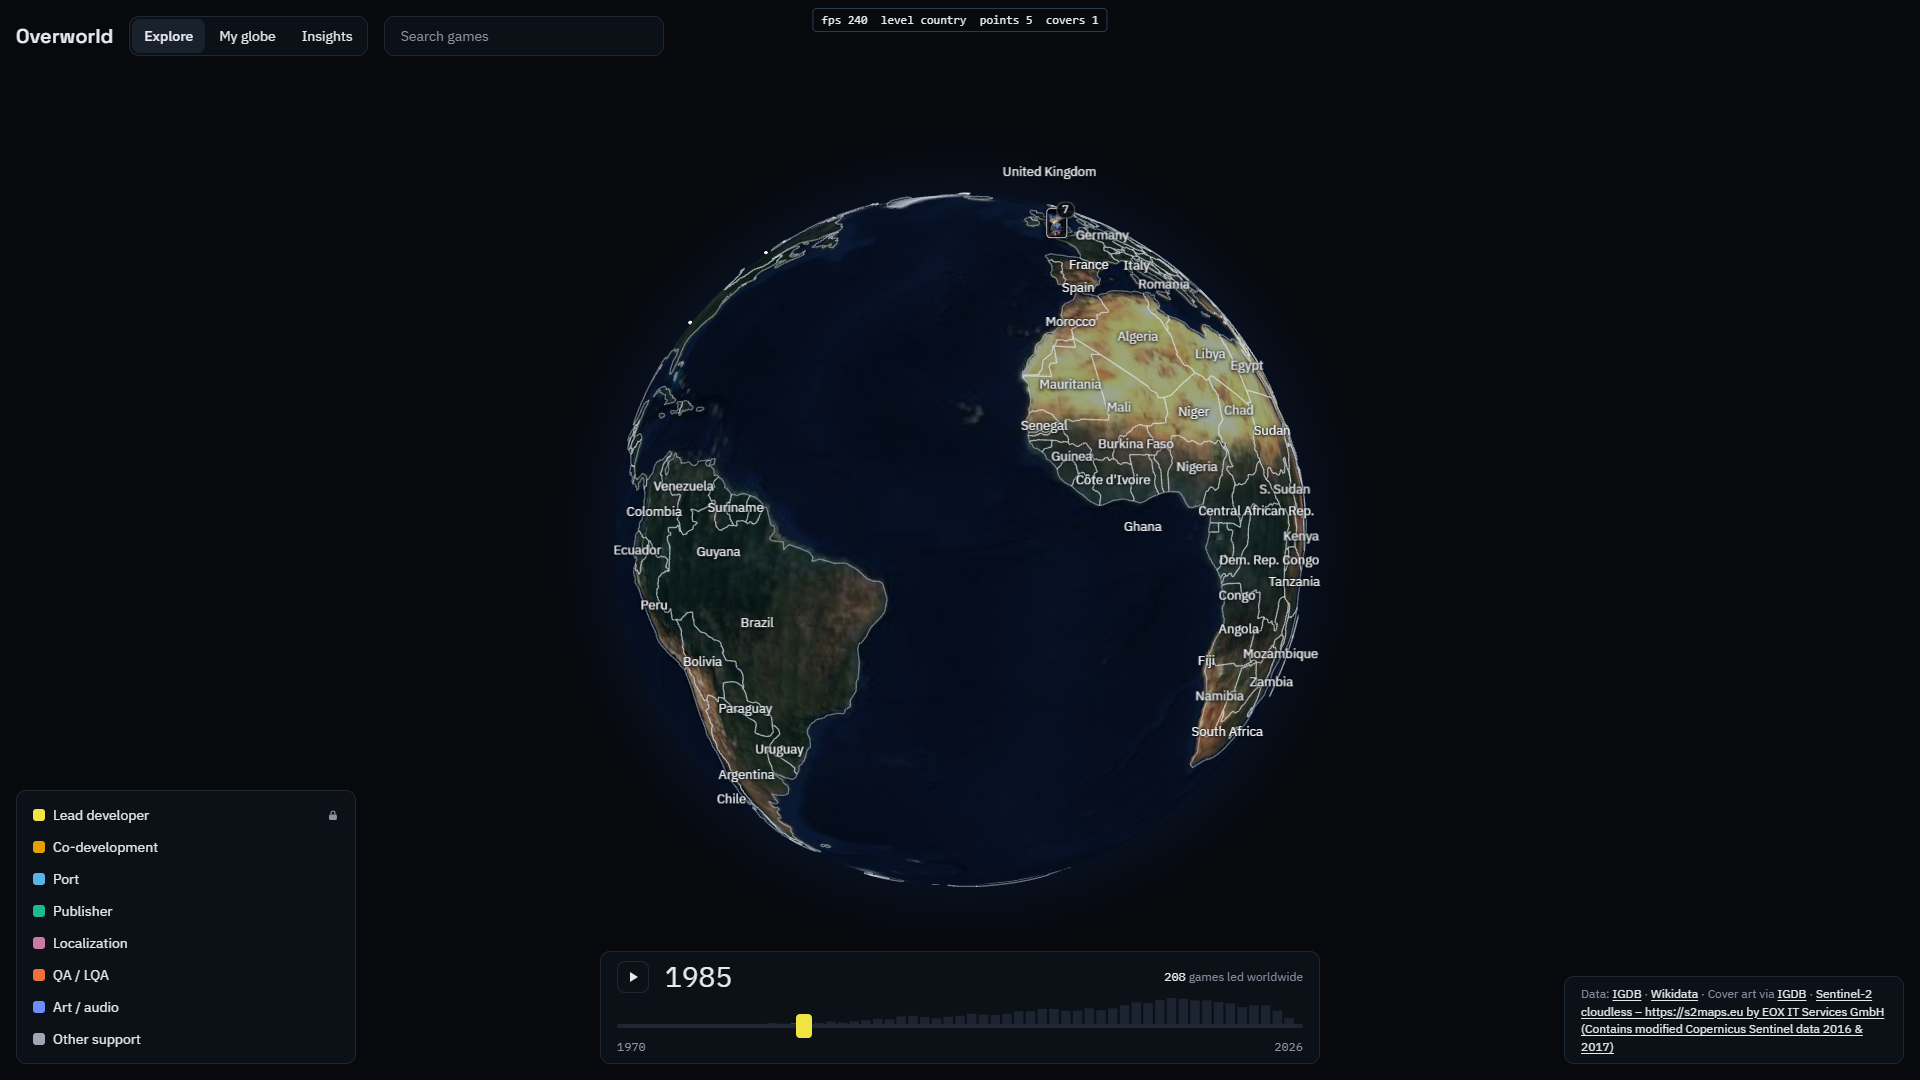 Overworld
Explore
My globe
Insights
Search games
fps 240 level country points 5 covers 1
United Kingdom
7
Germany
France
Italy
Spain
Romania
Morocco
Algeria
Libya
Egypt
Mauritania
Mali
Niger
Chad
Senegal
Sudan
Burkina Faso
Guinea
Nigeria
Côte d'Ivoire
Venezuela
S. Sudan
Colombia
Suriname
Central African Rep.
Ghana
Kenya
Ecuador
Guyana
Dem. Rep. Congo
Tanzania
Congo
Peru
Brazil
Angola
Mozambique
Fiji
Bolivia
Zambia
Namibia
Paraguay
South Africa
Uruguay
Argentina
Chile
Lead developer
Co-development
Port
Publisher
Localization
QA / LQA
Art / audio
Other support
1985
208 games led worldwide
1970
2026
Data: IGDB · Wikidata · Cover art via IGDB · Sentinel-2
cloudless – https://s2maps.eu by EOX IT Services GmbH
(Contains modified Copernicus Sentinel data 2016 &
2017)